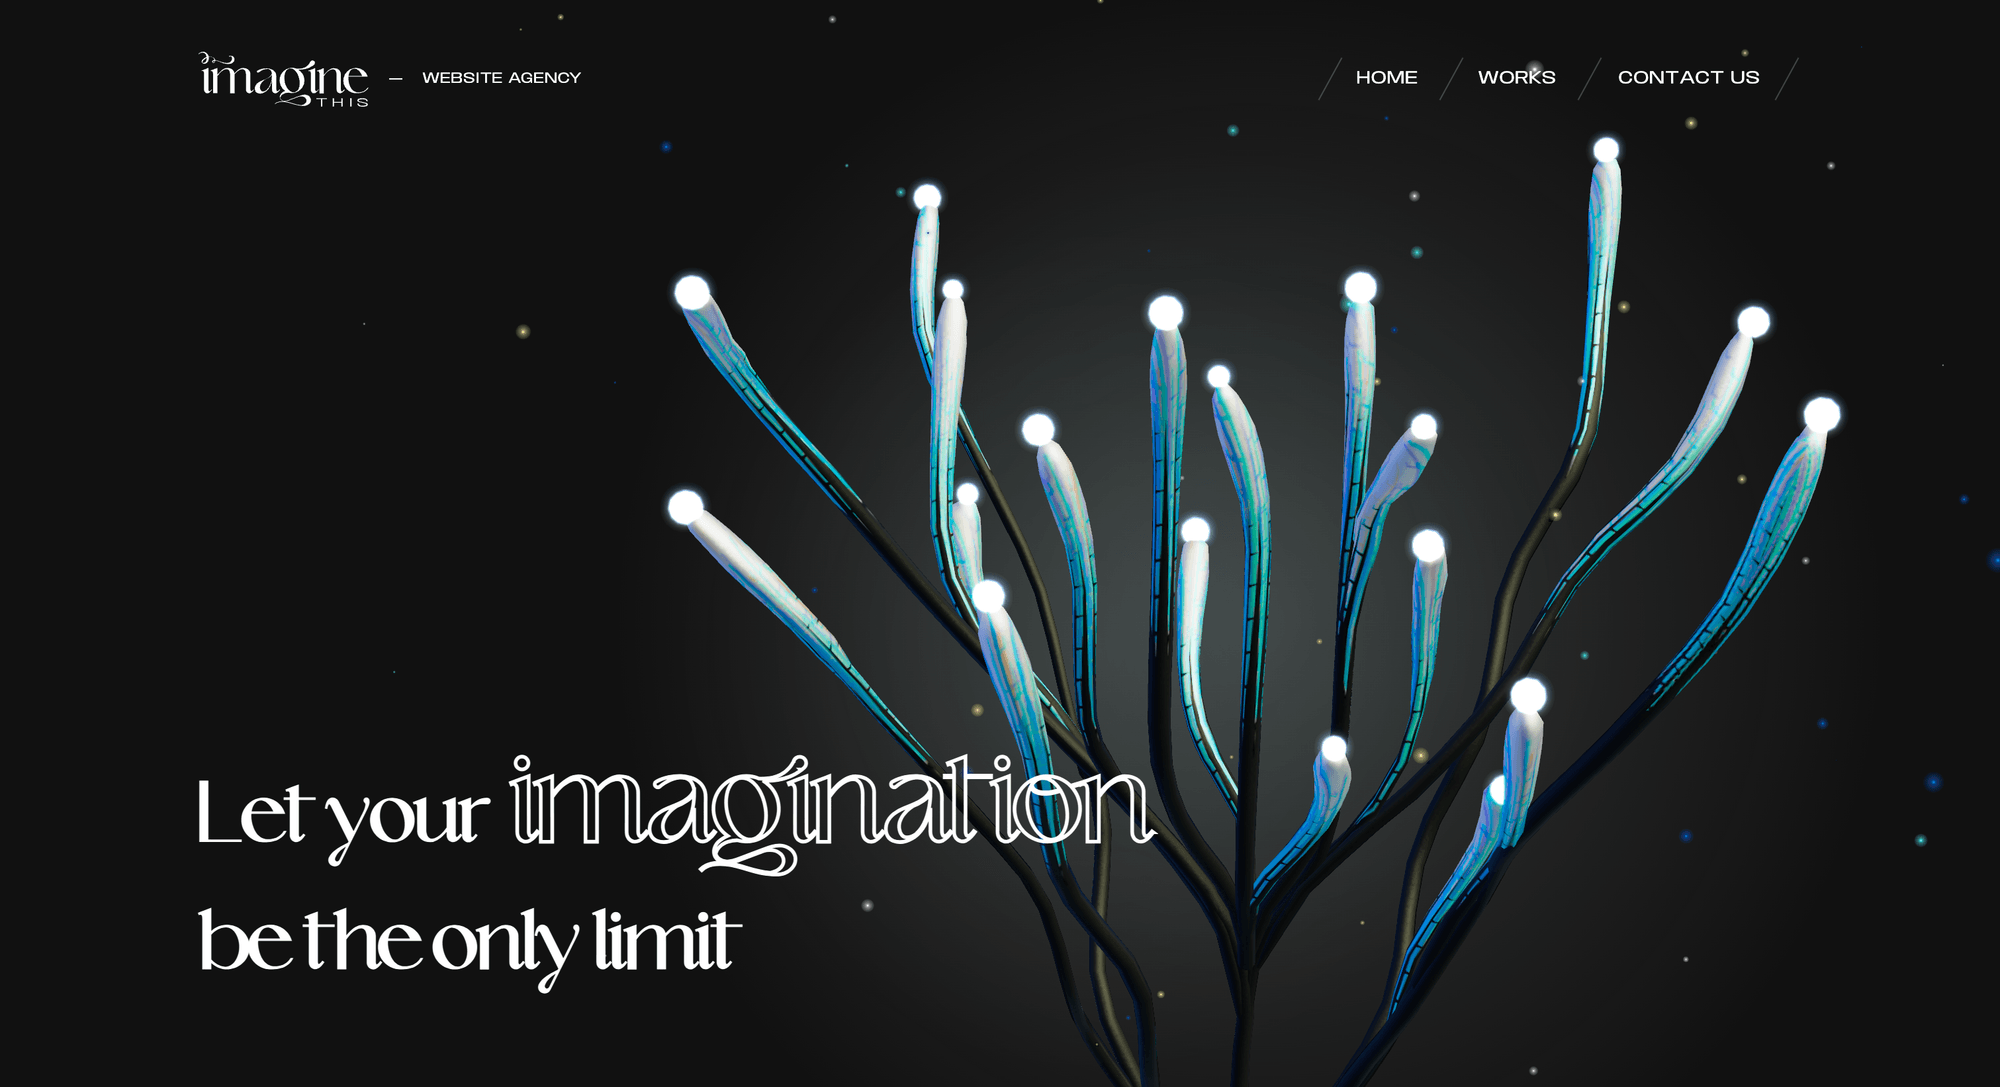 imagine
THIS
– WEBSITE AGENCY
HOME
WORKS
CONTACT US
Let your imagination
be the only limit